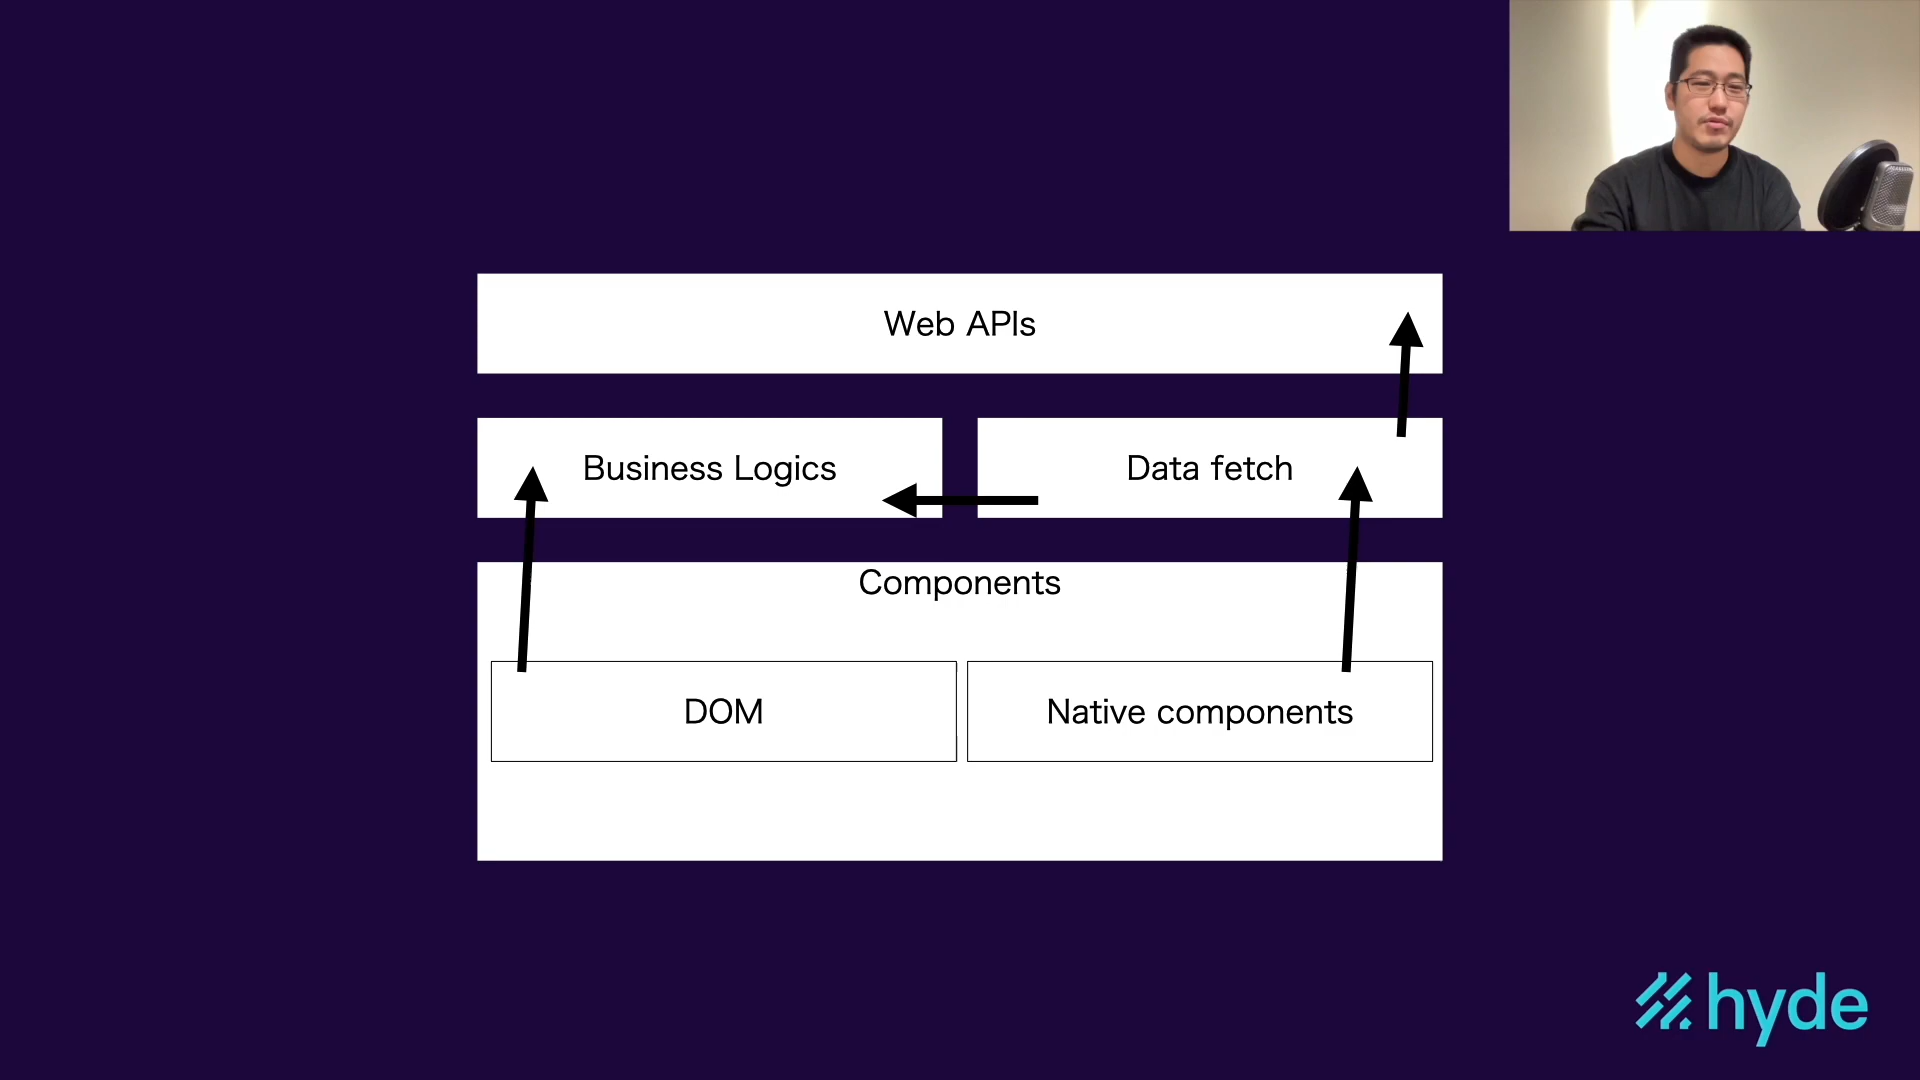 Web APIs
Business Logics
Data fetch
Components
DOM
Native components
hyde